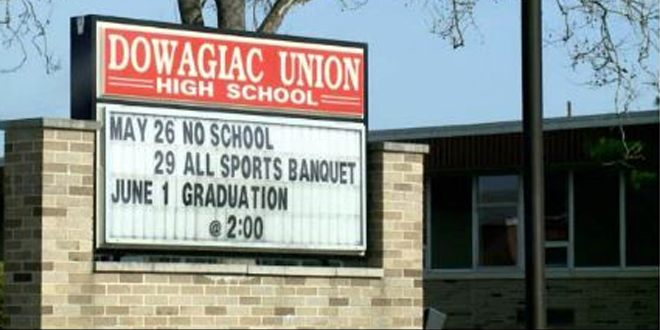 DOWAGIAC UNION
HIGH SCHOOL
MAY 26 NO SCHOOL
29 ALL SPORTS BANQUET
JUNE 1 GRADUATION
@ 2:00